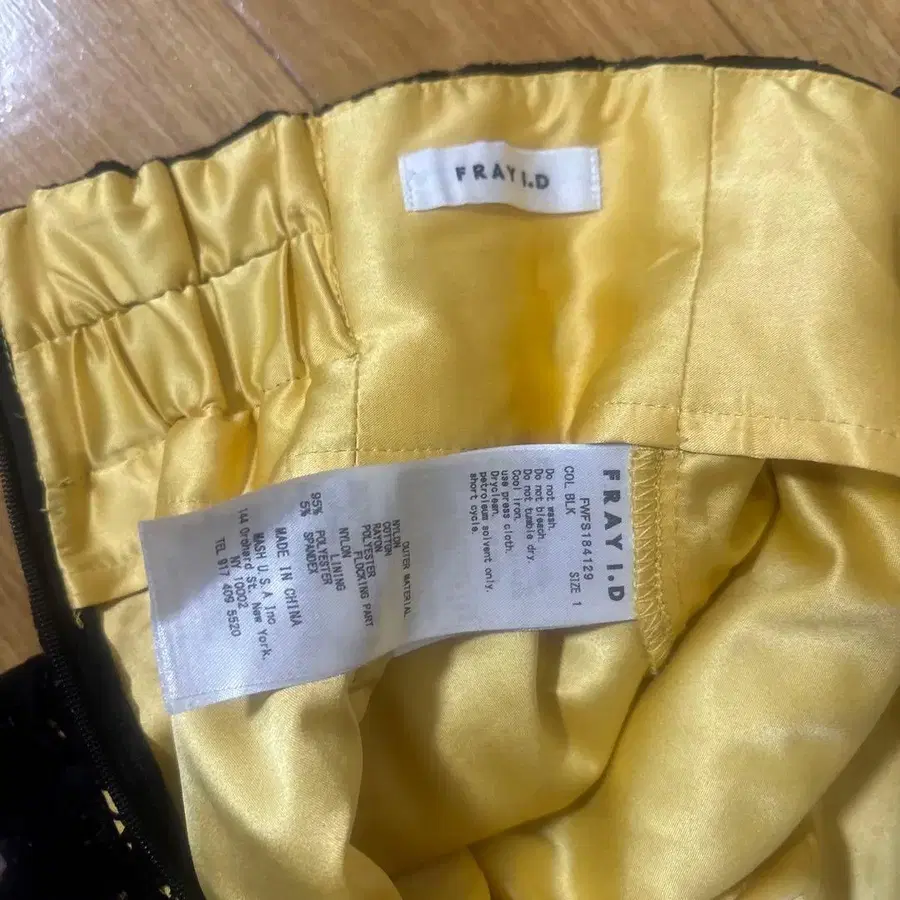 FRAY I.D
FRAY I.D
FWFS184129
COL BLK SIZE 1
Do not wash.
Do not bleach.
Do not tumble dry.
Cool iron.
use press cloth.
Dryclean.
petroleum solvent only.
short cycle.
OUTER MATERIAL
NYLON
COTTON
RAYON
POLYESTER
FLOCKING PART
NYLON
LINING
95% POLYESTER
5% SPANDEX
MADE IN CHINA
MASH U.S.A Inc
144 Orchard St. New York.
NY 10002
TEL 917 409 5520